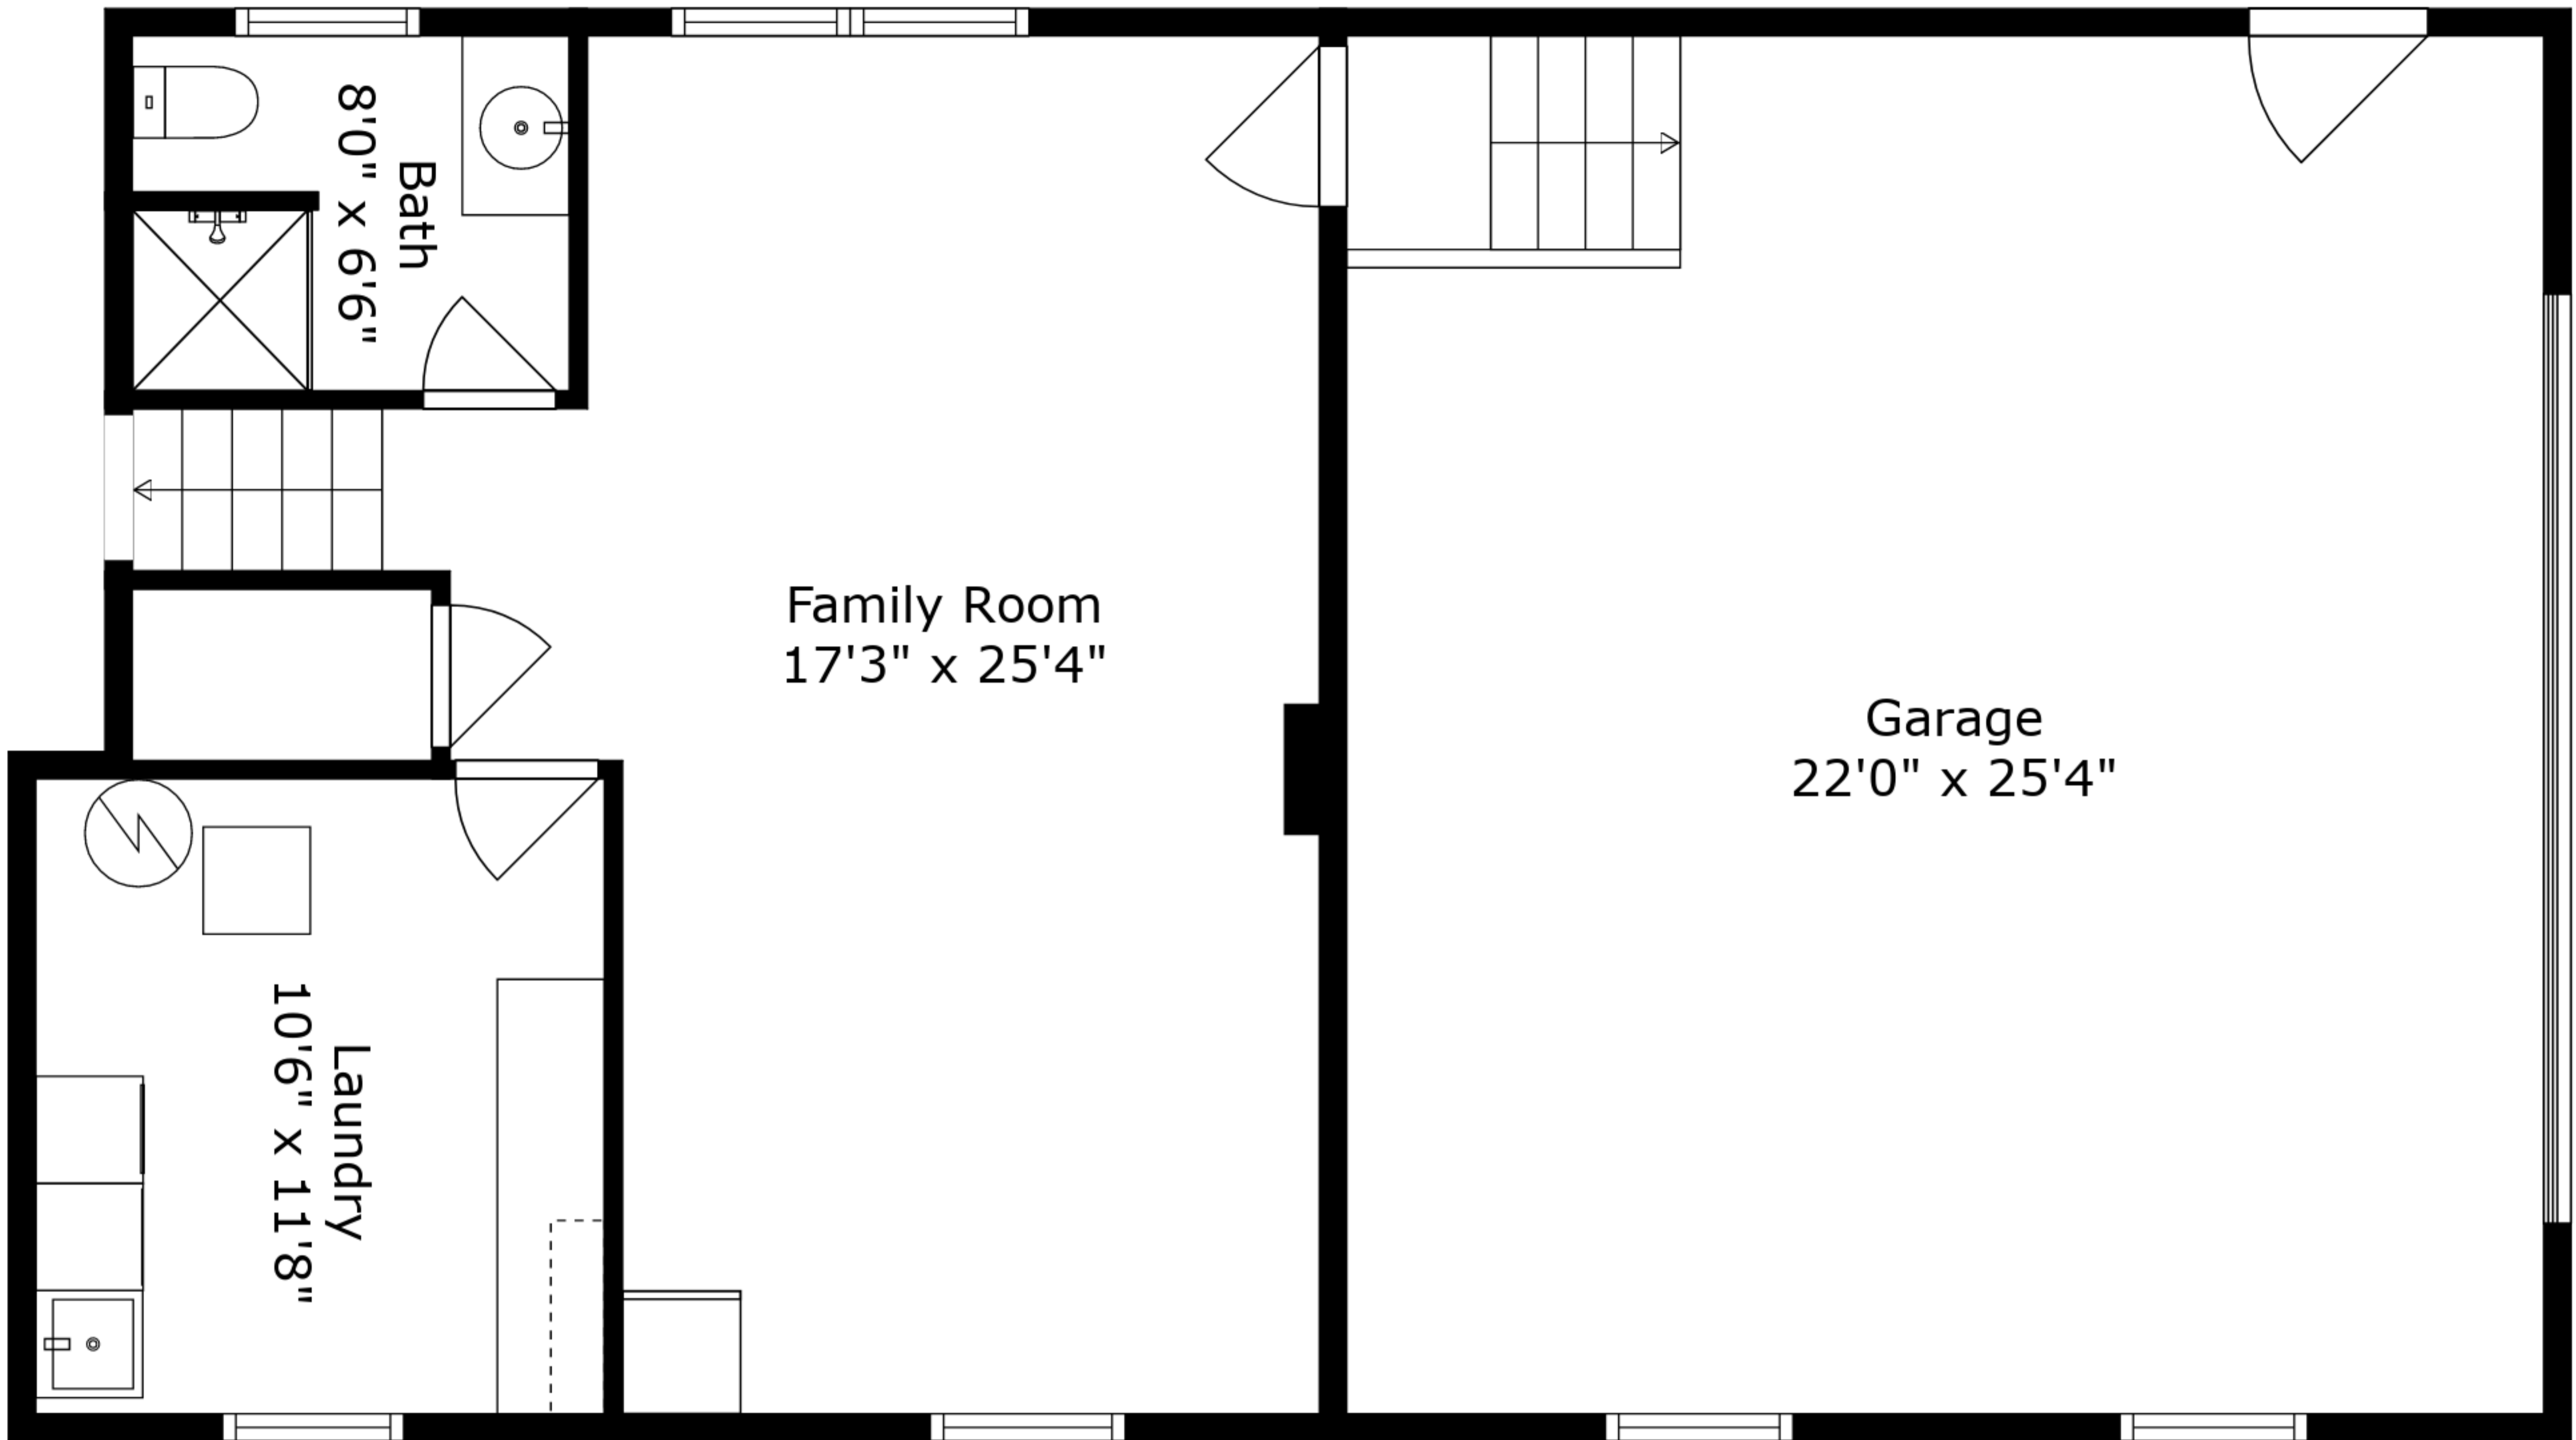 Bath
8'0" x 6'6"
Family Room
17'3" x 25'4"
Garage
22'0" x 25'4"
Laundry
10'6" x 11'8"